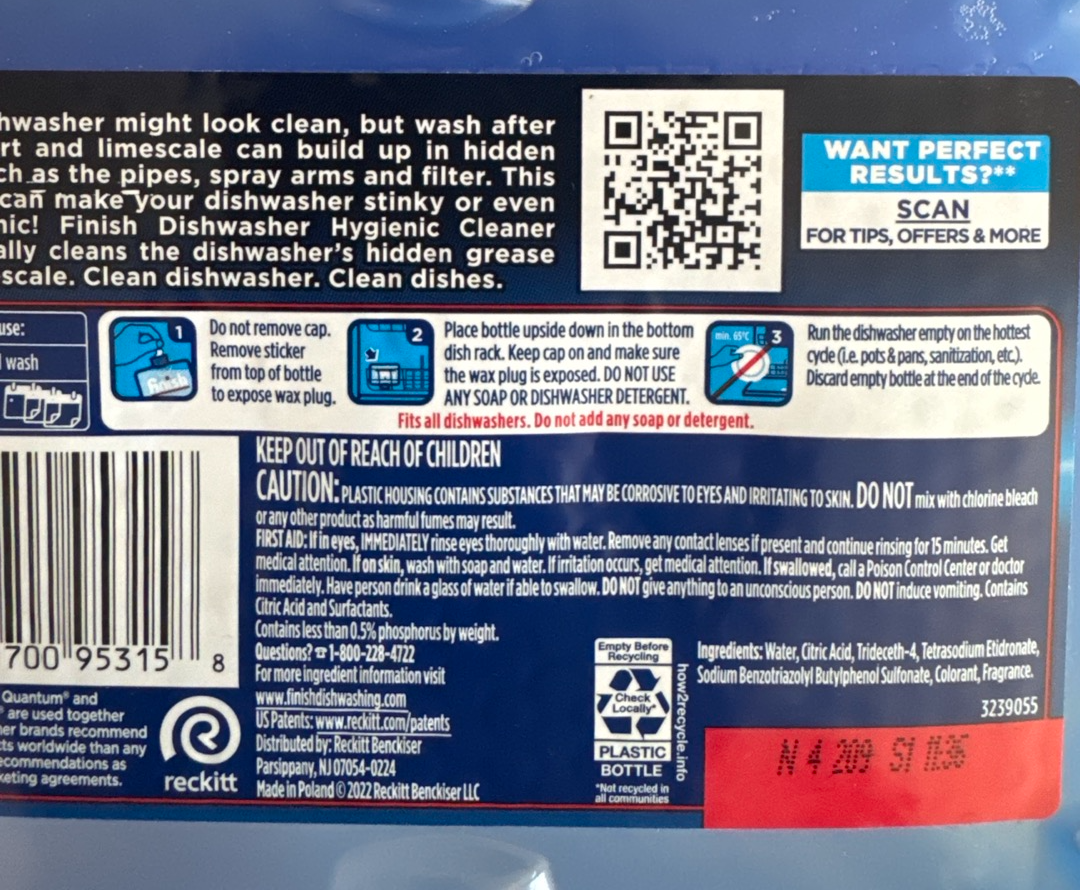 hwasher might look clean, but wash after
rt and limescale can build up in hidden
ch as the pipes, spray arms and filter. This
can make your dishwasher stinky or even
nic! Finish Dishwasher Hygienic Cleaner
ally cleans the dishwasher's hidden grease
scale. Clean dishwasher. Clean dishes.
WANT PERFECT
RESULTS?**
SCAN
FOR TIPS, OFFERS & MORE
use:
wash
1
Finish
Do not remove cap.
Remove sticker
from top of bottle
to expose wax plug.
2
Place bottle upside down in the bottom
dish rack. Keep cap on and make sure
the wax plug is exposed. DO NOT USE
ANY SOAP OR DISHWASHER DETERGENT.
min. 65°C
3
Run the dishwasher empty on the hottest
cycle (i.e. pots & pans, sanitization, etc.).
Discard empty bottle at the end of the cycle.
Fits all dishwashers. Do not add any soap or detergent.
KEEP OUT OF REACH OF CHILDREN
CAUTION: PLASTIC HOUSING CONTAINS SUBSTANCES THAT MAY BE CORROSIVE TO EYES AND IRRITATING TO SKIN. DO NOT mix with chlorine bleach
or any other product as harmful fumes may result.
FIRST AID: If in eyes, IMMEDIATELY rinse eyes thoroughly with water. Remove any contact lenses if present and continue rinsing for 15 minutes. Get
medical attention. If on skin, wash with soap and water. If irritation occurs, get medical attention. If swallowed, call a Poison Control Center or doctor
immediately. Have person drink a glass of water if able to swallow. DO NOT give anything to an unconscious person. DO NOT induce vomiting. Contains
Citric Acid and Surfactants.
Contains less than 0.5% phosphorus by weight.
Questions? ☎ 1-800-228-4722
For more ingredient information visit
www.finishdishwashing.com
US Patents: www.reckitt.com/patents
Distributed by: Reckitt Benckiser
Parsippany, NJ 07054-0224
Made in Poland © 2022 Reckitt Benckiser LLC
700 95315 8
Quantum® and
are used together
er brands recommend
ts worldwide than any
ecommendations as
keting agreements.
reckitt
Empty Before
Recycling
Check
Locally*
PLASTIC
BOTTLE
*Not recycled in
all communities
how2recycle.info
Ingredients: Water, Citric Acid, Trideceth-4, Tetrasodium Etidronate,
Sodium Benzotriazolyl Butylphenol Sulfonate, Colorant, Fragrance.
3239055
N 4 209 S1 11:36